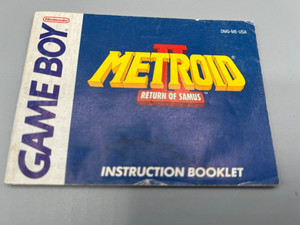 Nintendo
GAME BOY
DMG-ME-USA
METROID II
RETURN OF SAMUS
INSTRUCTION BOOKLET